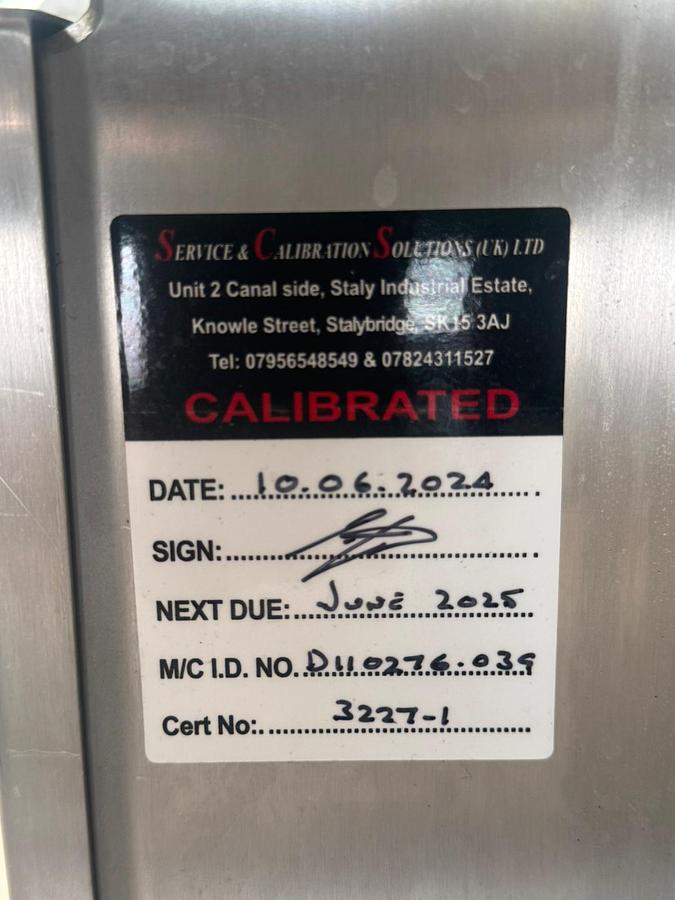 SERVICE & CALIBRATION SOLUTIONS (UK) LTD
Unit 2 Canal side, Staly Industrial Estate,
Knowle Street, Stalybridge, SK15 3AJ
Tel: 07956548549 & 07824311527
CALIBRATED
DATE: 10.06.2024
SIGN:
NEXT DUE: JUNE 2025
M/C I.D. NO. D110276.039
Cert No: 3227-1